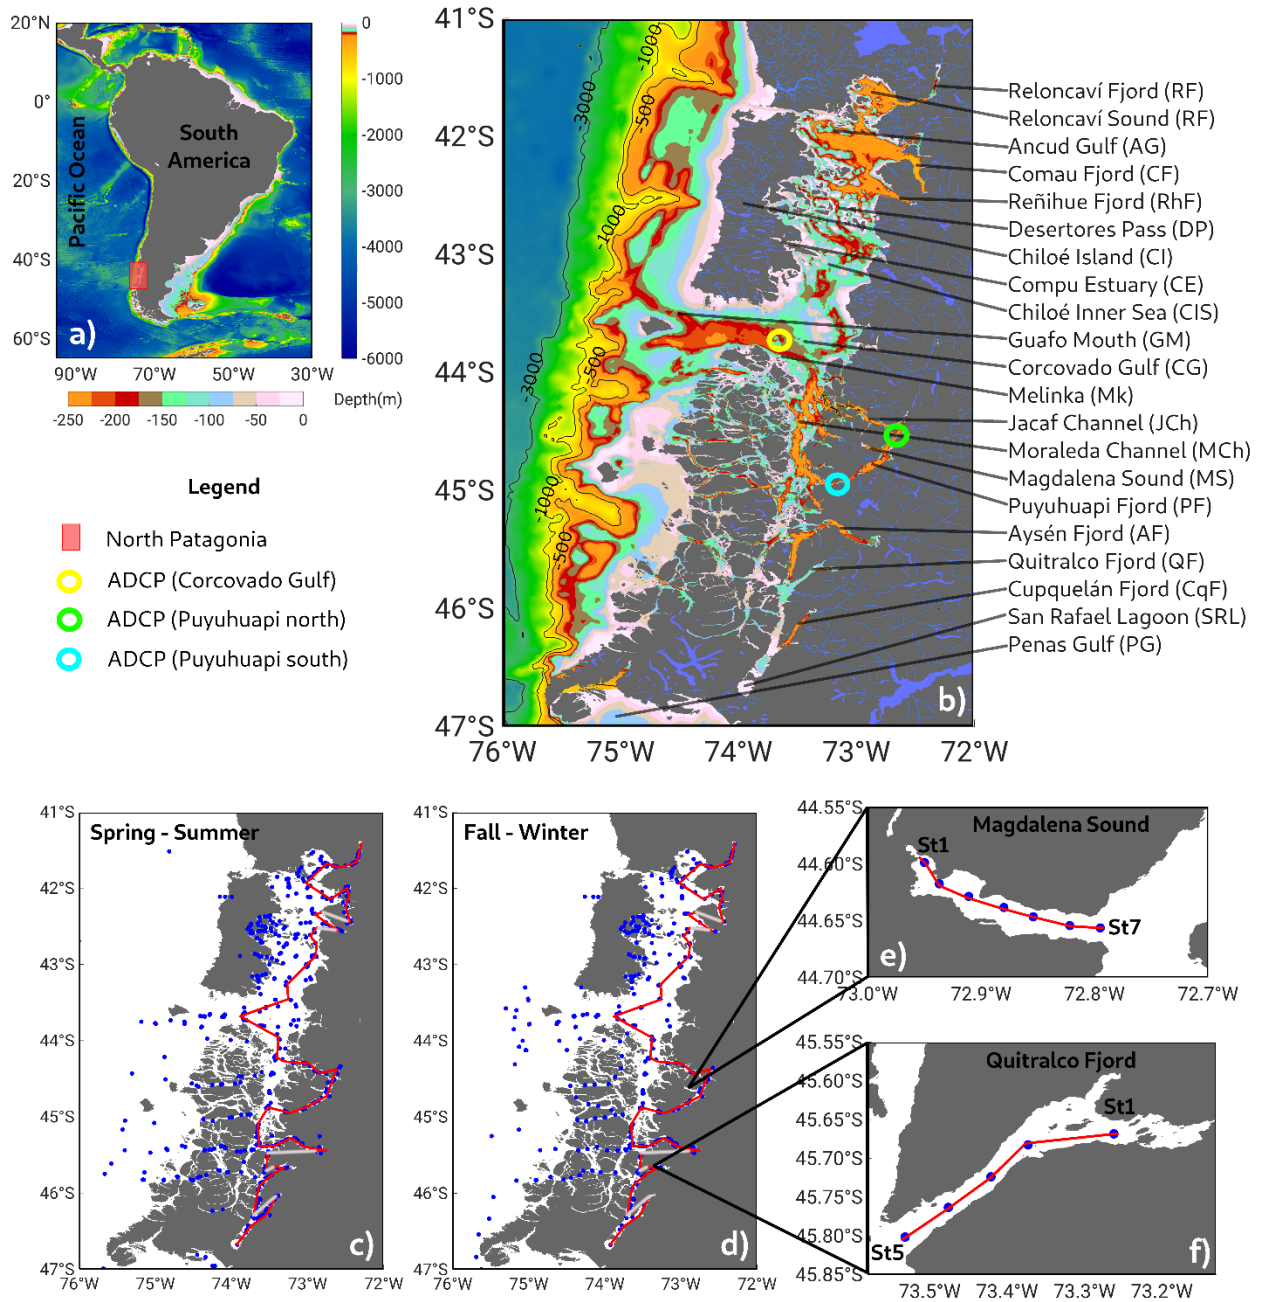 20°N
0°
20°S
40°S
60°S
90°W
70°W
50°W
30°W
Pacific Ocean
South
America
a)
0
-1000
-2000
-3000
-4000
-5000
-6000
-250
-200
-150
-100
-50
0
Depth(m)
Legend
North Patagonia
ADCP (Corcovado Gulf)
ADCP (Puyuhuapi north)
ADCP (Puyuhuapi south)
41°S
42°S
43°S
44°S
45°S
46°S
47°S
76°W
75°W
74°W
73°W
72°W
-1000
-3000
-500
-1000
-3000
-500
-1000
-500
b)
Reloncaví Fjord (RF)
Reloncaví Sound (RF)
Ancud Gulf (AG)
Comau Fjord (CF)
Reñihue Fjord (RhF)
Desertores Pass (DP)
Chiloé Island (CI)
Compu Estuary (CE)
Chiloé Inner Sea (CIS)
Guafo Mouth (GM)
Corcovado Gulf (CG)
Melinka (Mk)
Jacaf Channel (JCh)
Moraleda Channel (MCh)
Magdalena Sound (MS)
Puyuhuapi Fjord (PF)
Aysén Fjord (AF)
Quitralco Fjord (QF)
Cupquelán Fjord (CqF)
San Rafael Lagoon (SRL)
Penas Gulf (PG)
41°S
42°S
43°S
44°S
45°S
46°S
47°S
76°W
75°W
74°W
73°W
72°W
Spring - Summer
c)
41°S
42°S
43°S
44°S
45°S
46°S
47°S
76°W
75°W
74°W
73°W
72°W
Fall - Winter
d)
44.55°S
44.60°S
44.65°S
44.70°S
73.0°W
72.9°W
72.8°W
72.7°W
Magdalena Sound
St1
St7
e)
45.55°S
45.60°S
45.65°S
45.70°S
45.75°S
45.80°S
45.85°S
73.5°W
73.4°W
73.3°W
73.2°W
Quitralco Fjord
St1
St5
f)